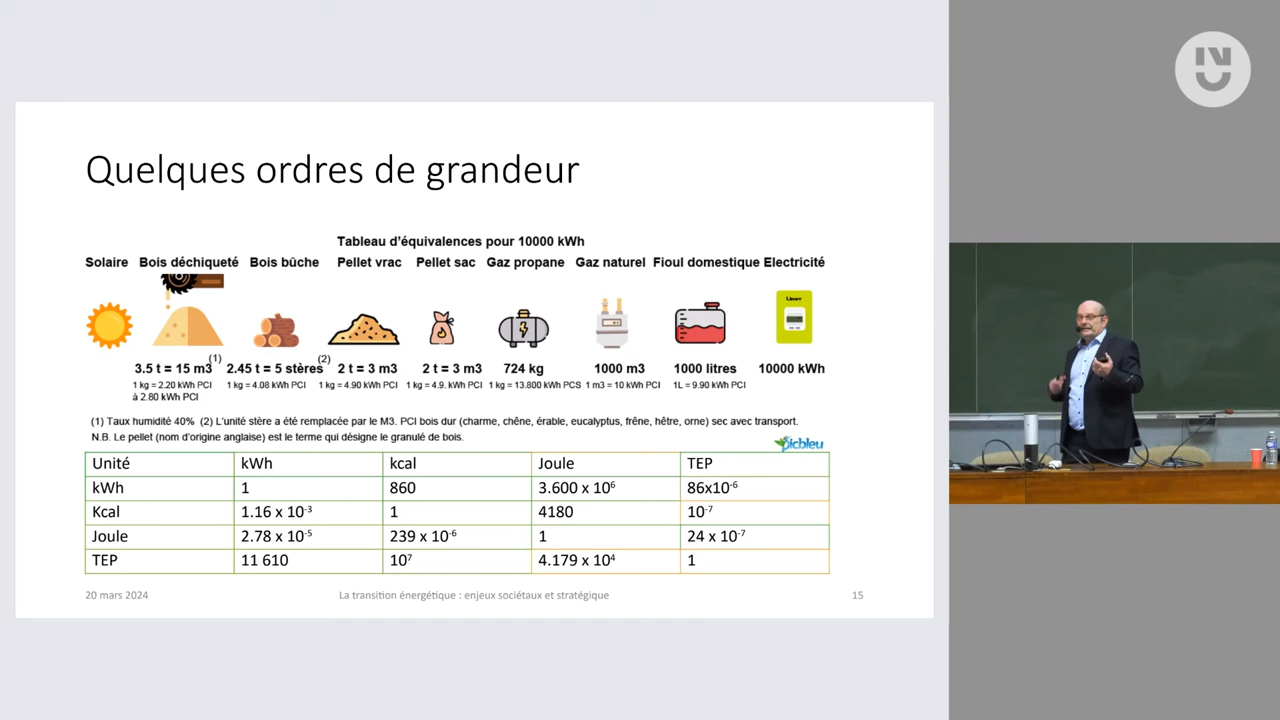 Quelques ordres de grandeur
Tableau d'équivalences pour 10000 kWh
Solaire Bois déchiqueté Bois bûche Pellet vrac Pellet sac Gaz propane Gaz naturel Fioul domestique Electricité
Linky
3.5 t = 15 m3 (1) 2.45 t = 5 stères (2) 2 t = 3 m3 2 t = 3 m3 724 kg 1000 m3 1000 litres 10000 kWh
1 kg = 2.20 kWh PCI 1 kg = 4.08 kWh PCI 1 kg = 4.90 kWh PCI 1 kg = 4.9. kWh PCI 1 kg = 13.800 kWh PCS 1 m3 = 10 kWh PCI 1L = 9.90 kWh PCI
à 2.80 kWh PCI
(1) Taux humidité 40% (2) L'unité stère a été remplacée par le M3. PCI bois dur (charme, chêne, érable, eucalyptus, frêne, hêtre, orne) sec avec transport.
N.B. Le pellet (nom d'origine anglaise) est le terme qui désigne le granulé de bois.
picbleu
Unité kWh kcal Joule TEP
kWh 1 860 3.600 x 10⁶ 86x10⁻⁶
Kcal 1.16 x 10⁻³ 1 4180 10⁻⁷
Joule 2.78 x 10⁻⁵ 239 x 10⁻⁶ 1 24 x 10⁻⁷
TEP 11 610 10⁷ 4.179 x 10⁴ 1
20 mars 2024 La transition énergétique : enjeux sociétaux et stratégique 15